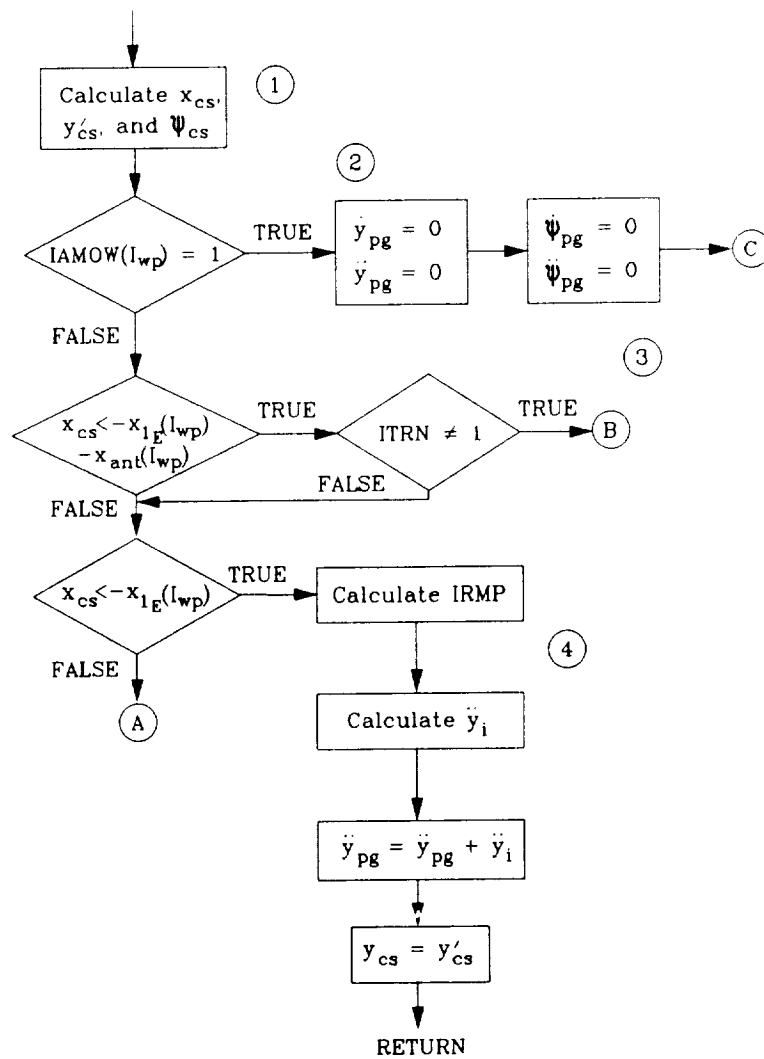 Calculate x_cs,
y′_cs, and ψ_cs
1
2
IAMOW(I_wp) = 1
TRUE
ẏ_pg = 0
ÿ_pg = 0
ψ̇_pg = 0
ψ̈_pg = 0
C
FALSE
3
x_cs<-x_1_E(I_wp)
-x_ant(I_wp)
TRUE
ITRN ≠ 1
TRUE
B
FALSE
FALSE
x_cs<-x_1_E(I_wp)
TRUE
Calculate IRMP
FALSE
4
A
Calculate ÿ_i
ÿ_pg = ÿ_pg + ÿ_i
y_cs = y′_cs
RETURN